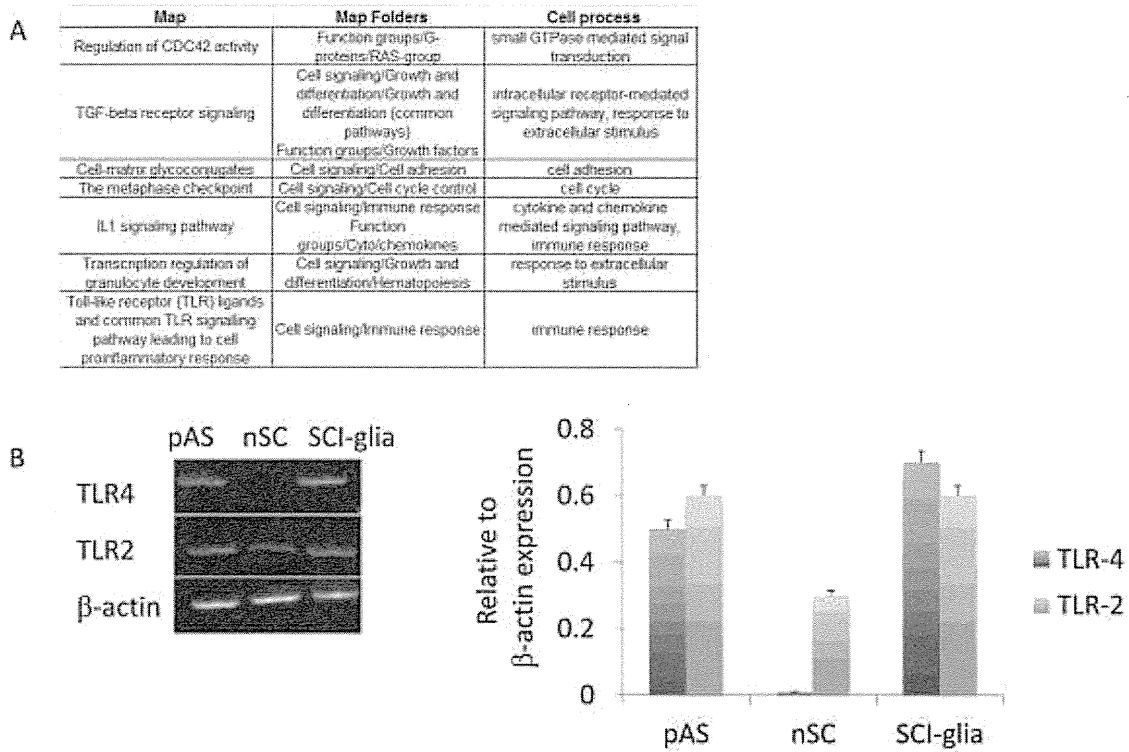 A
Map Map Folders Cell process
Regulation of CDC42 activity
Function groups/G-
proteins/RAS-group
small GTPase mediated signal
transduction
TGF-beta receptor signaling
Cell signaling/Growth and
differentiation/Growth and
differentiation (common
pathways)
Function groups/Growth factors
intracellular receptor-mediated
signaling pathway, response to
extracellular stimulus
Cell-matrix glycoconjugates Cell signaling/Cell adhesion cell adhesion
The metaphase checkpoint Cell signaling/Cell cycle control cell cycle
IL1 signaling pathway
Cell signaling/Immune response
Function
groups/Cyto/chemokines
cytokine and chemokine
mediated signaling pathway,
immune response
Transcription regulation of
granulocyte development
Cell signaling/Growth and
differentiation/Hematopoiesis
response to extracellular
stimulus
Toll-like receptor (TLR) ligands
and common TLR signalling
pathway leading to cell
proinflammatory response
Cell signaling/Immune response
immune response
B
pAS nSC SCI-glia
TLR4
TLR2
β-actin
Relative to
β-actin expression
0.8
0.6
0.4
0.2
0
pAS nSC SCI-glia
TLR-4
TLR-2